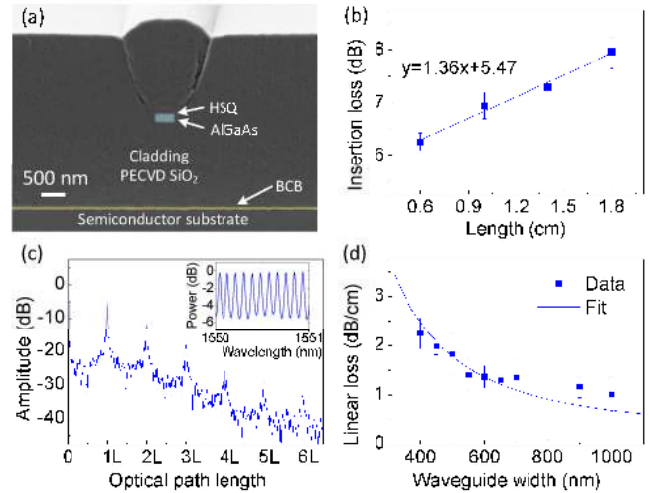 (a)
HSQ
AlGaAs
Cladding
PECVD SiO₂
500 nm
BCB
Semiconductor substrate
(b)
Insertion loss (dB)
8
7
6
y=1.36x+5.47
0.6 0.9 1.2 1.5 1.8
Length (cm)
(c)
Amplitude (dB)
0
-10
-20
-30
-40
Power (dB)
0
-2
-4
-6
1550 1551
Wavelength (nm)
0 1L 2L 3L 4L 5L 6L
Optical path length
(d)
Linear loss (dB/cm)
3
2
1
0
Data
Fit
400 600 800 1000
Waveguide width (nm)